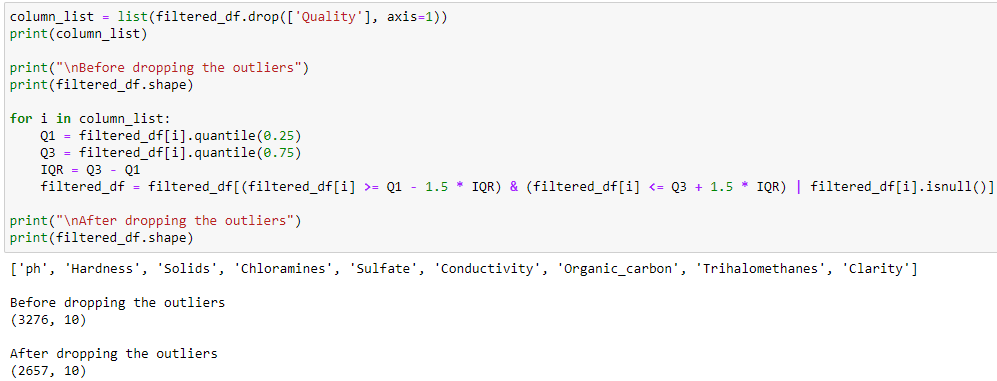 column_list = list(filtered_df.drop(['Quality'], axis=1))
print(column_list)
print("\nBefore dropping the outliers")
print(filtered_df.shape)
for i in column_list:
    Q1 = filtered_df[i].quantile(0.25)
    Q3 = filtered_df[i].quantile(0.75)
    IQR = Q3 - Q1
    filtered_df = filtered_df[(filtered_df[i] >= Q1 - 1.5 * IQR) & (filtered_df[i] <= Q3 + 1.5 * IQR) | filtered_df[i].isnull()]
print("\nAfter dropping the outliers")
print(filtered_df.shape)
['ph', 'Hardness', 'Solids', 'Chloramines', 'Sulfate', 'Conductivity', 'Organic_carbon', 'Trihalomethanes', 'Clarity']
Before dropping the outliers
(3276, 10)
After dropping the outliers
(2657, 10)